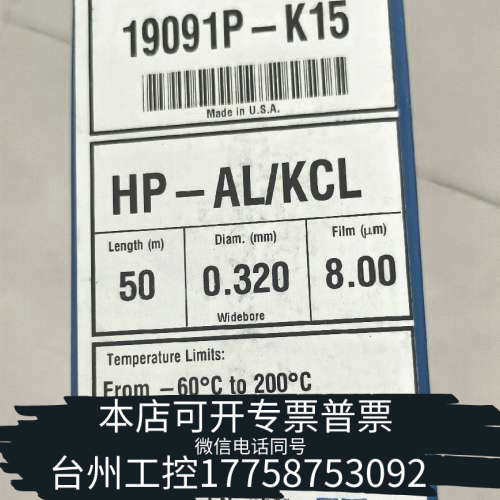 19091P-K15
Made in U.S.A.
HP-AL/KCL
Length (m) Diam. (mm) Film (μm)
50 0.320 8.00
Widebore
Temperature Limits:
From -60°C to 200°C
本店可开专票普票
微信电话同号
台州工控17758753092